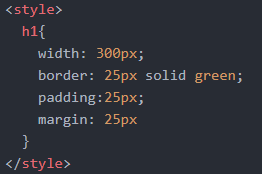 <style>
h1{
width: 300px;
border: 25px solid green;
padding:25px;
margin: 25px
}
</style>